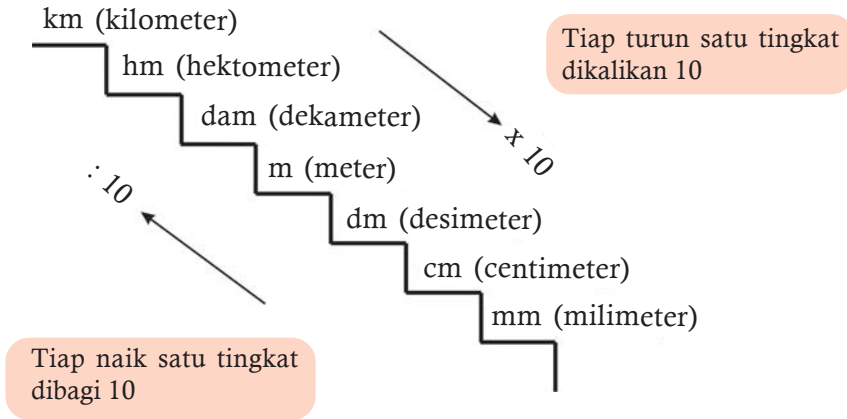 km (kilometer)
hm (hektometer)
dam (dekameter)
m (meter)
dm (desimeter)
cm (centimeter)
mm (milimeter)
x 10
Tiap turun satu tingkat
dikalikan 10
: 10
Tiap naik satu tingkat
dibagi 10